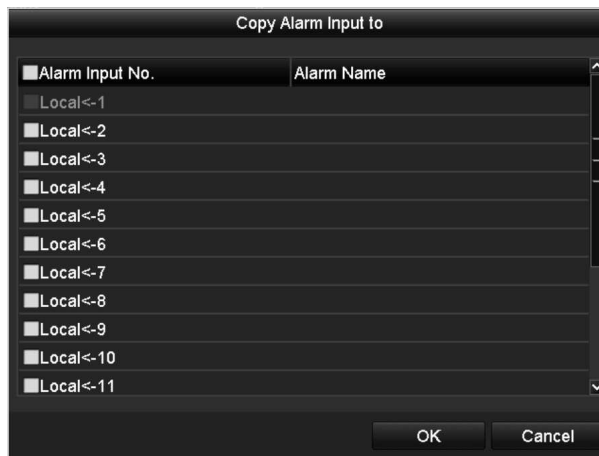 Copy Alarm Input to
Alarm Input No. Alarm Name
Local<-1
Local<-2
Local<-3
Local<-4
Local<-5
Local<-6
Local<-7
Local<-8
Local<-9
Local<-10
Local<-11
OK Cancel